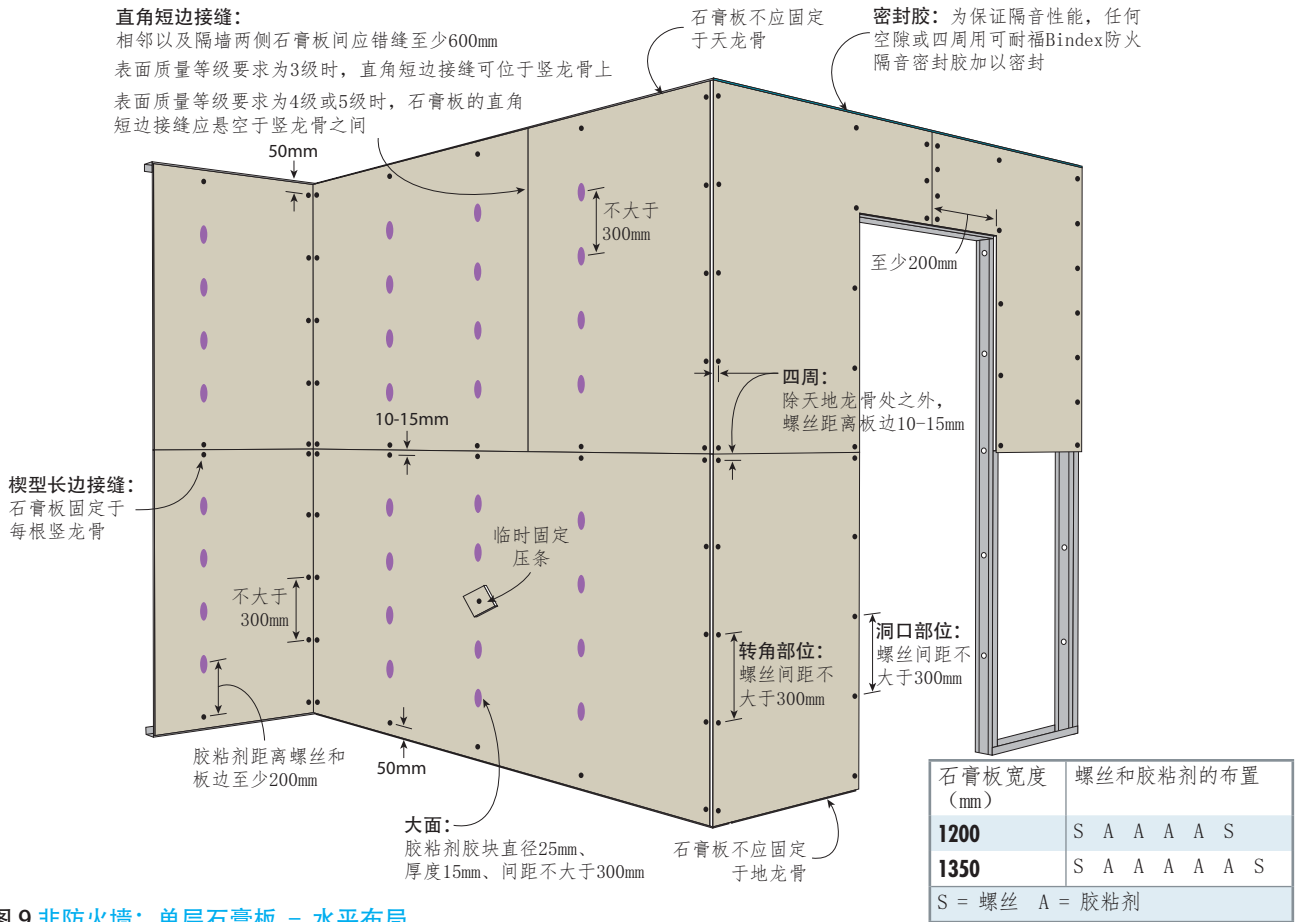 直角短边接缝：
相邻以及隔墙两侧石膏板间应错缝至少600mm
表面质量等级要求为3级时，直角短边接缝可位于竖龙骨上
表面质量等级要求为4级或5级时，石膏板的直角
短边接缝应悬空于竖龙骨之间
石膏板不应固定
于天龙骨
密封胶：为保证隔音性能，任何
空隙或四周用可耐福Bindex防火
隔音密封胶加以密封
50mm
不大于
300mm
至少200mm
四周：
除天地龙骨处之外，
螺丝距离板边10-15mm
10-15mm
楔型长边接缝：
石膏板固定于
每根竖龙骨
临时固定
压条
不大于
300mm
转角部位：
螺丝间距不
大于300mm
洞口部位：
螺丝间距不
大于300mm
胶粘剂距离螺丝和
板边至少200mm
50mm
大面：
胶粘剂胶块直径25mm、
厚度15mm、间距不大于300mm
石膏板不应固定
于地龙骨
石膏板宽度 螺丝和胶粘剂的布置
（mm）
1200 S A A A A S
1350 S A A A A A S
S = 螺丝 A = 胶粘剂
图 9 非防火墙：单层石膏板 – 水平布局